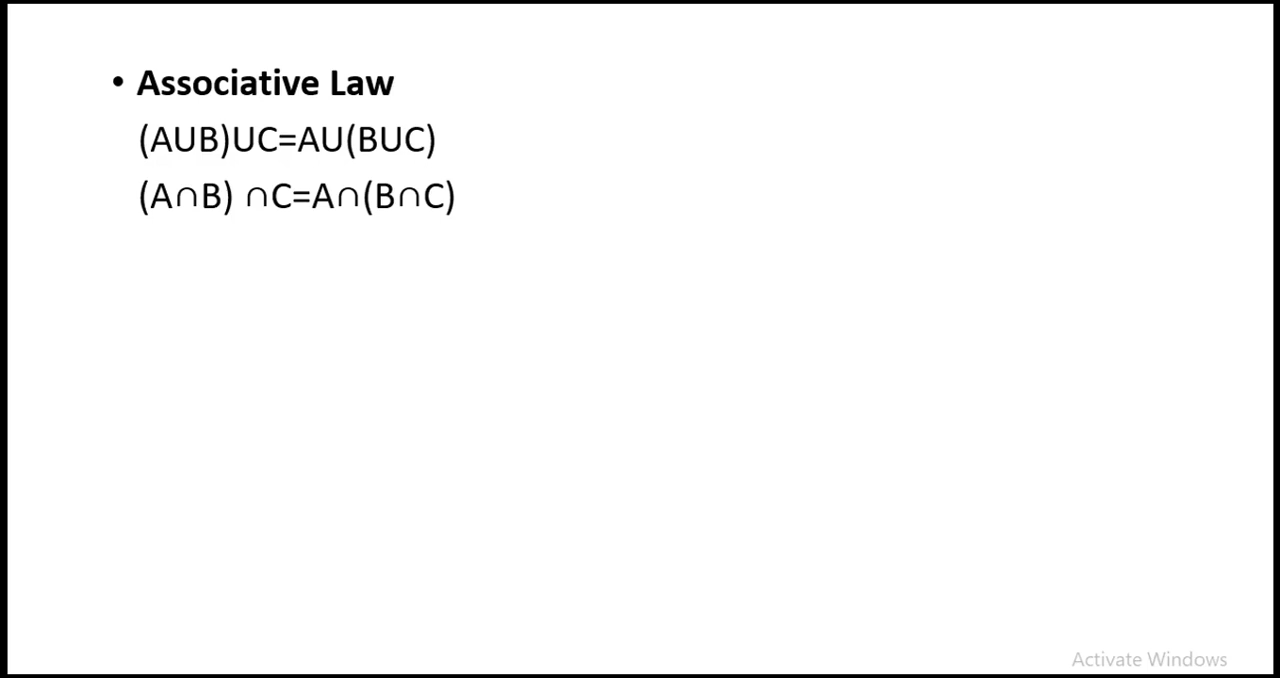 • Associative Law
(AUB)UC=AU(BUC)
(A∩B) ∩C=A∩(B∩C)
Activate Windows